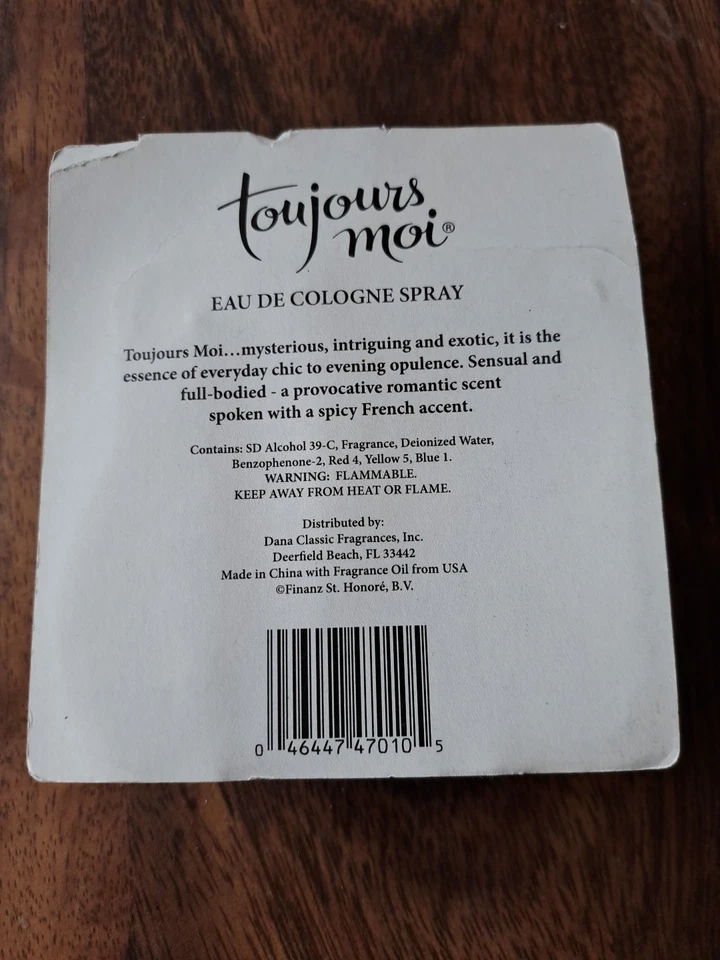 toujours
moi®
EAU DE COLOGNE SPRAY
Toujours Moi...mysterious, intriguing and exotic, it is the
essence of everyday chic to evening opulence. Sensual and
full-bodied - a provocative romantic scent
spoken with a spicy French accent.
Contains: SD Alcohol 39-C, Fragrance, Deionized Water,
Benzophenone-2, Red 4, Yellow 5, Blue 1.
WARNING: FLAMMABLE.
KEEP AWAY FROM HEAT OR FLAME.
Distributed by:
Dana Classic Fragrances, Inc.
Deerfield Beach, FL 33442
Made in China with Fragrance Oil from USA
©Finanz St. Honoré, B.V.
0 46447 47010 5